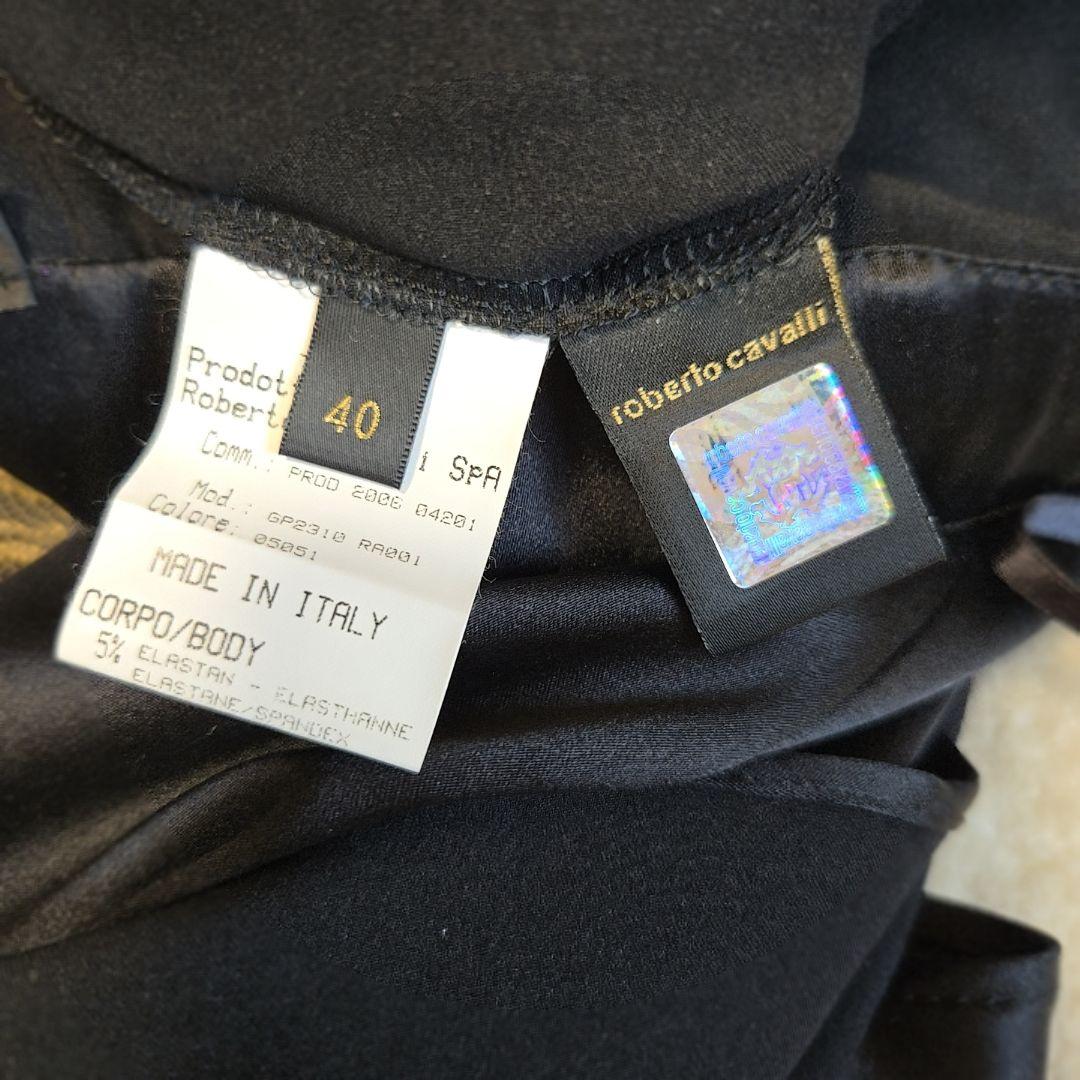 Prodot
Robert
i SpA
40
Comm.: PROD 2006 04201
Mod.: GP2310 RA001
Colore: 05051
MADE IN ITALY
CORPO/BODY
5% ELASTAN - ELASTHANNE
ELASTANE/SPANDEX
roberto cavalli